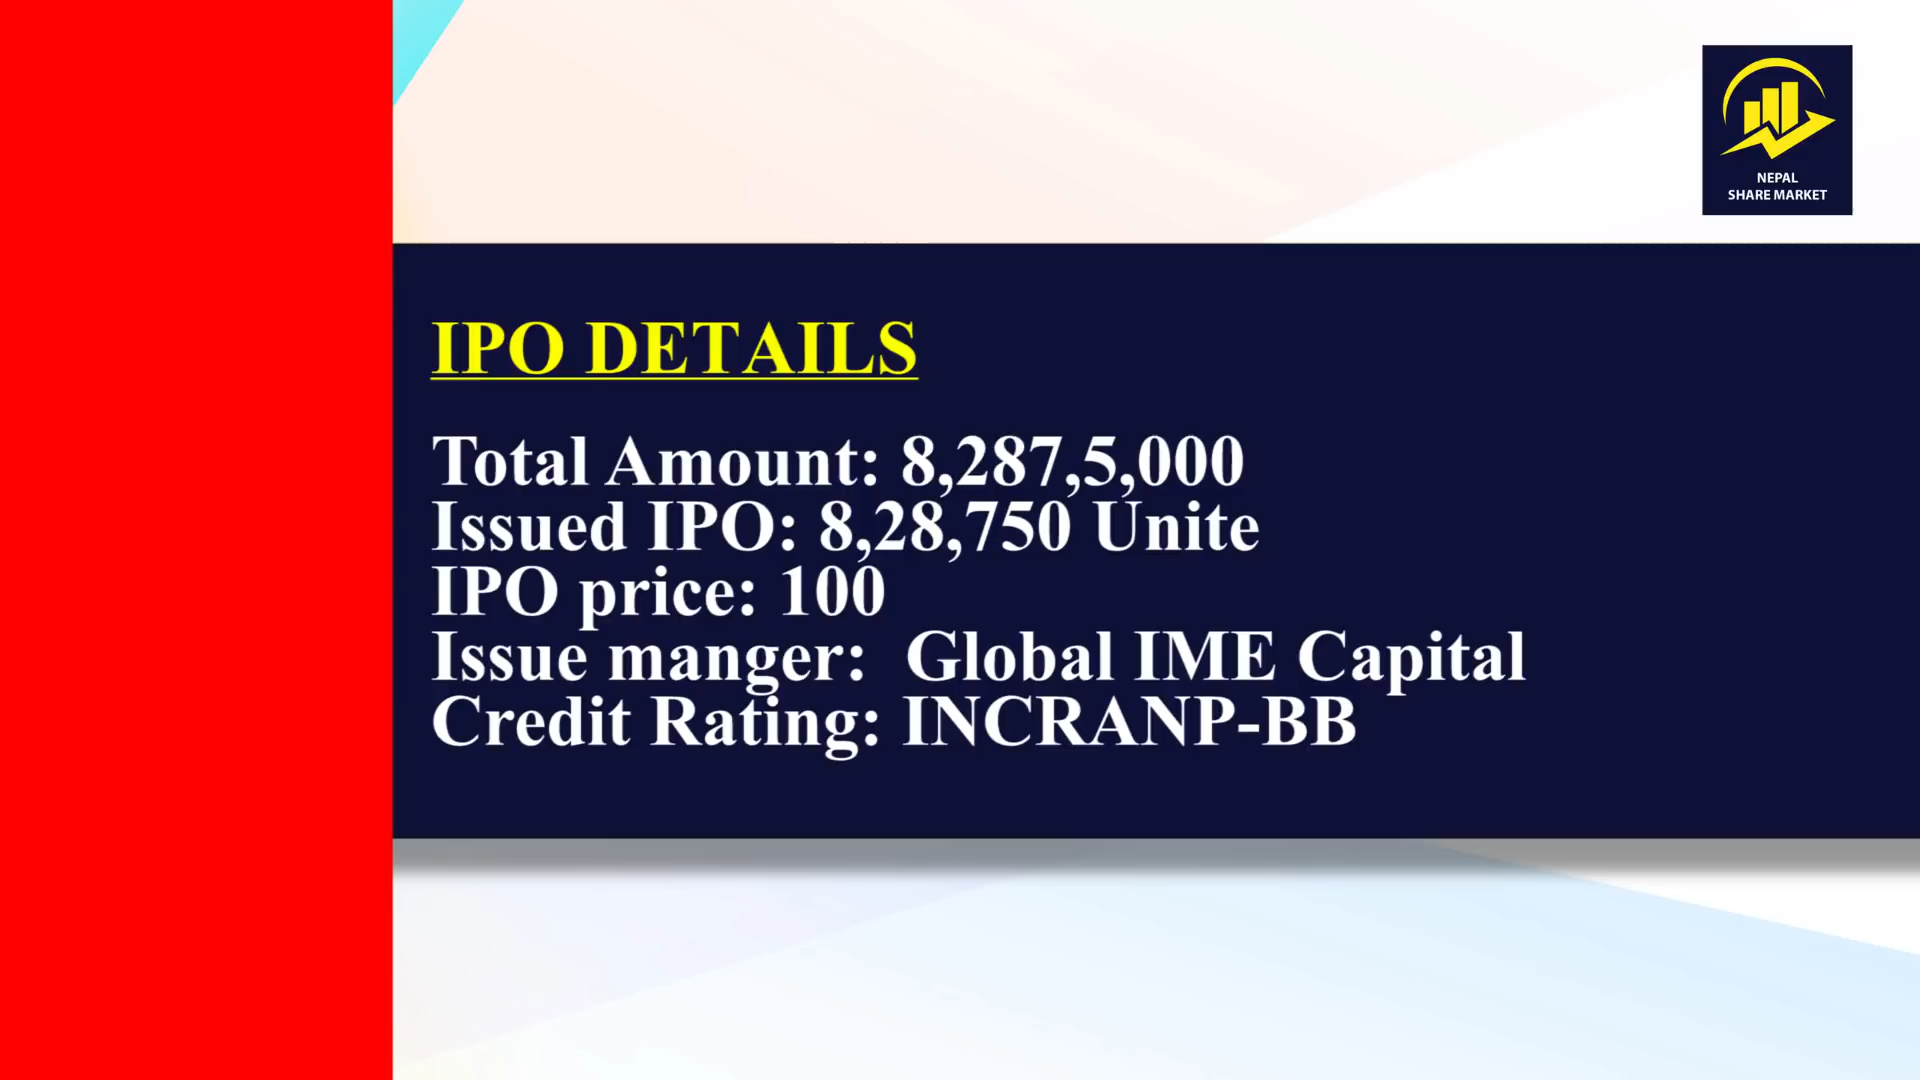 NEPAL
SHARE MARKET
IPO DETAILS
Total Amount: 8,287,5,000
Issued IPO: 8,28,750 Unite
IPO price: 100
Issue manger:  Global IME Capital
Credit Rating: INCRANP-BB